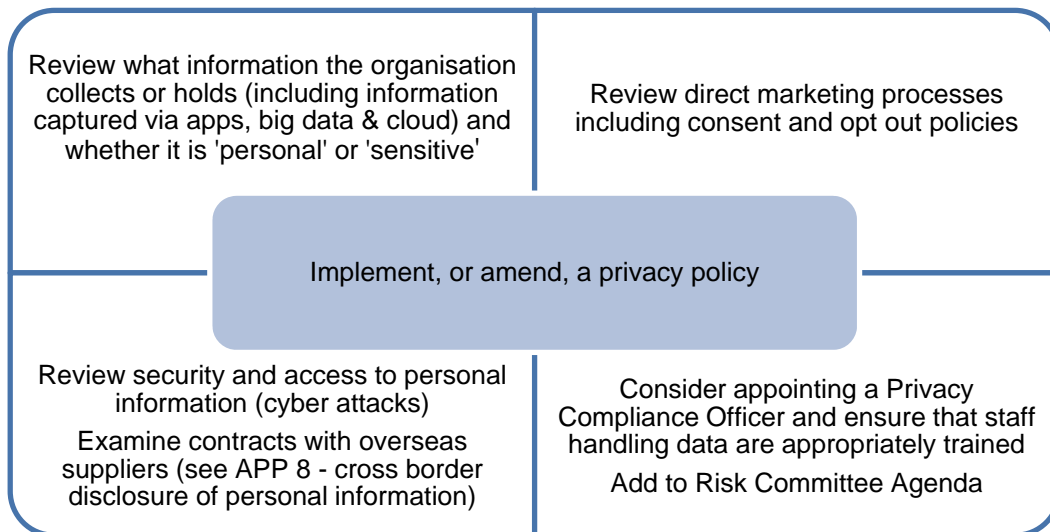 Review what information the organisation
collects or holds (including information
captured via apps, big data & cloud) and
whether it is 'personal' or 'sensitive'
Review direct marketing processes
including consent and opt out policies
Implement, or amend, a privacy policy
Review security and access to personal
information (cyber attacks)
Examine contracts with overseas
suppliers (see APP 8 - cross border
disclosure of personal information)
Consider appointing a Privacy
Compliance Officer and ensure that staff
handling data are appropriately trained
Add to Risk Committee Agenda